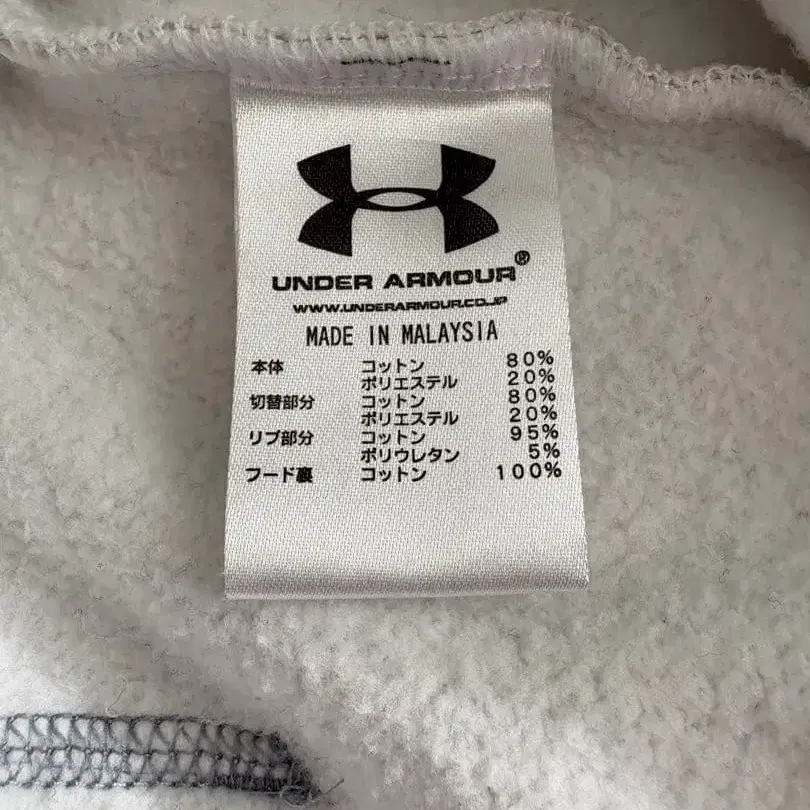 UNDER ARMOUR®
WWW.UNDERARMOUR.CO.JP
MADE IN MALAYSIA
本体 コットン 80%
ポリエステル 20%
切替部分 コットン 80%
ポリエステル 20%
リブ部分 コットン 95%
ポリウレタン 5%
フード裏 コットン 100%